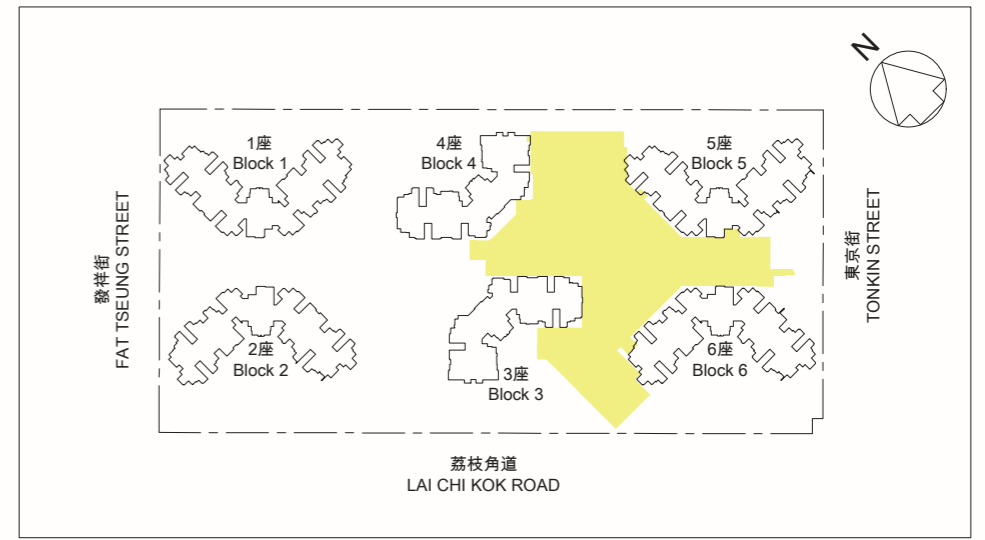 N
1座
Block 1
4座
Block 4
5座
Block 5
發祥街
FAT TSEUNG STREET
東京街
TONKIN STREET
2座
Block 2
3座
Block 3
6座
Block 6
荔枝角道
LAI CHI KOK ROAD